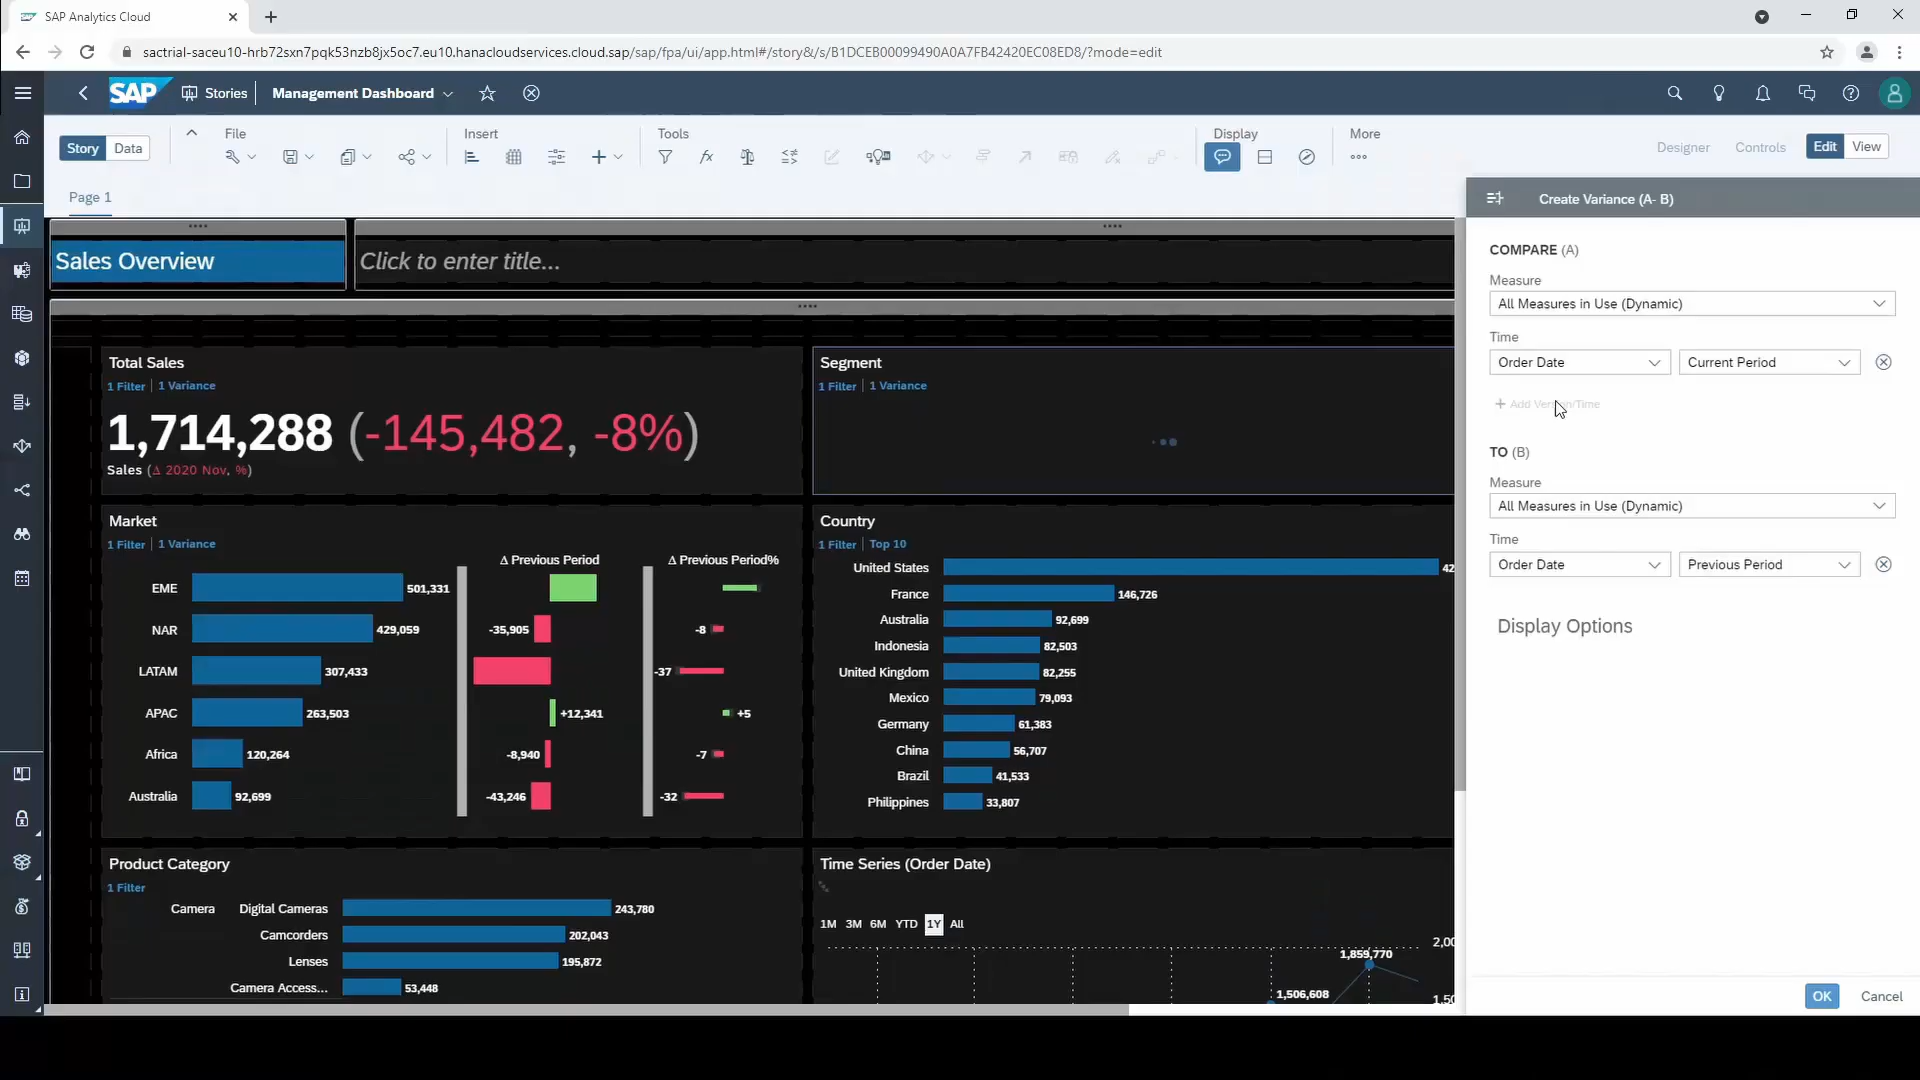 SAP Analytics Cloud
sactrial-saceu10-hrb72sxn7pqk53nzb8jx5oc7.eu10.hanacloudservices.cloud.sap/sap/fpa/ui/app.html#/story&/s/B1DCEB00099490A0A7FB42420EC08ED8/?mode=edit
SAP Stories Management Dashboard
Story Data
File Insert Tools Display More
Designer Controls Edit View
Page 1
Create Variance (A- B)
Sales Overview
Click to enter title...
COMPARE (A)
Measure
All Measures in Use (Dynamic)
Time
Order Date Current Period
+ Add Version/Time
TO (B)
Measure
All Measures in Use (Dynamic)
Time
Order Date Previous Period
Display Options
OK Cancel
Total Sales
1 Filter | 1 Variance
1,714,288 (-145,482, -8%)
Sales (Δ 2020 Nov, %)
Segment
1 Filter | 1 Variance
Market
1 Filter | 1 Variance
Δ Previous Period Δ Previous Period%
EME 501,331
NAR 429,059 -35,905 -8
LATAM 307,433 -37
APAC 263,503 +12,341 +5
Africa 120,264 -8,940 -7
Australia 92,699 -43,246 -32
Country
1 Filter | Top 10
United States 42
France 146,726
Australia 92,699
Indonesia 82,503
United Kingdom 82,255
Mexico 79,093
Germany 61,383
China 56,707
Brazil 41,533
Philippines 33,807
Product Category
1 Filter
Camera Digital Cameras 243,780
Camcorders 202,043
Lenses 195,872
Camera Access... 53,448
Time Series (Order Date)
1M 3M 6M YTD 1Y All
2,00
1,859,770
1,506,608
1,50